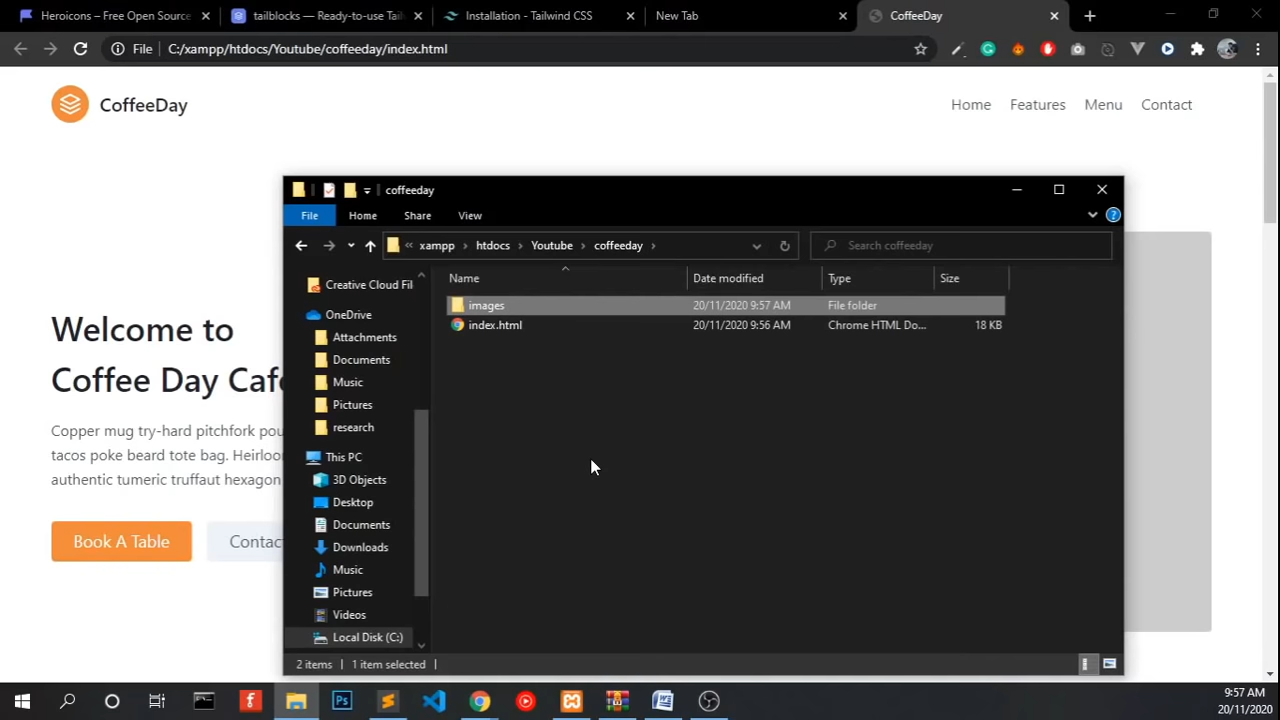 Heroicons – Free Open Source
tailblocks — Ready-to-use Tail
Installation - Tailwind CSS
New Tab
CoffeeDay
File
C:/xampp/htdocs/Youtube/coffeeday/index.html
CoffeeDay
Home
Features
Menu
Contact
Welcome to
Coffee Day Cafe
Copper mug try-hard pitchfork pou
tacos poke beard tote bag. Heirloo
authentic tumeric truffaut hexagon
Book A Table
Contac
coffeeday
File
Home
Share
View
« xampp › htdocs › Youtube › coffeeday ›
Search coffeeday
Name
Date modified
Type
Size
images
20/11/2020 9:57 AM
File folder
index.html
20/11/2020 9:56 AM
Chrome HTML Do...
18 KB
Creative Cloud Fil
OneDrive
Attachments
Documents
Music
Pictures
research
This PC
3D Objects
Desktop
Documents
Downloads
Music
Pictures
Videos
Local Disk (C:)
2 items
1 item selected
9:57 AM
20/11/2020